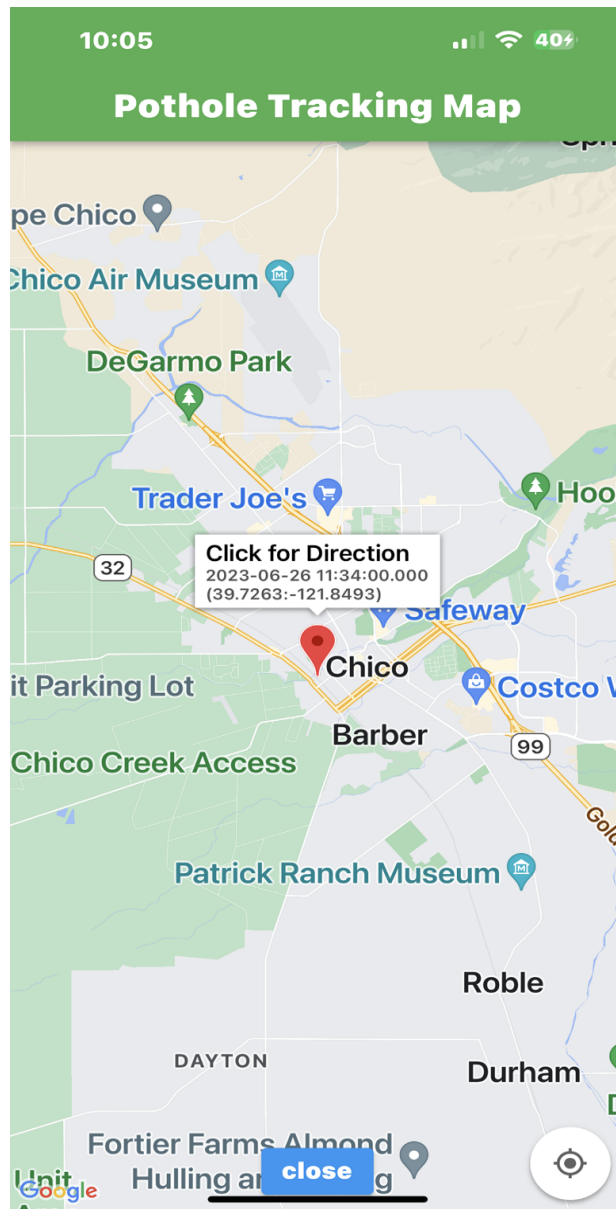 10:05
40
Pothole Tracking Map
pe Chico
Chico Air Museum
DeGarmo Park
Trader Joe's
Hoo
Click for Direction
2023-06-26 11:34:00.000
(39.7263:-121.8493)
32
Safeway
Chico
it Parking Lot
Costco
Barber
99
Chico Creek Access
Patrick Ranch Museum
Roble
DAYTON
Durham
Fortier Farms Almond
Hulling
close
Unit
Google